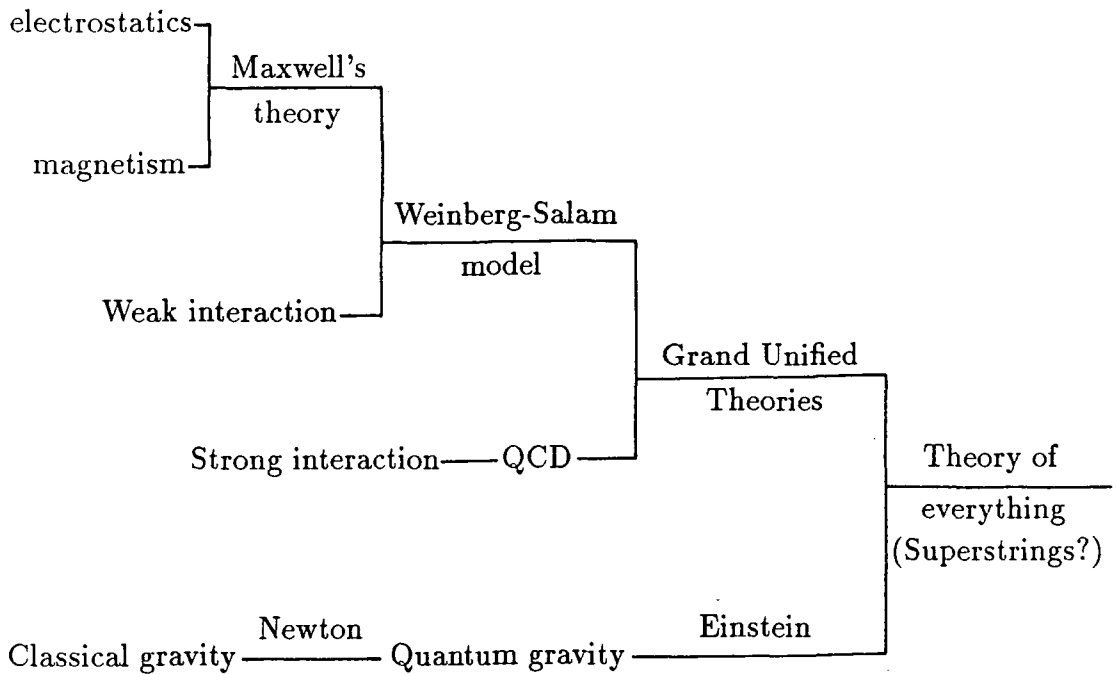 electrostatics
Maxwell's
theory
magnetism
Weinberg-Salam
model
Weak interaction
Grand Unified
Theories
Strong interaction QCD
Theory of
everything
(Superstrings?)
Newton Einstein
Classical gravity Quantum gravity